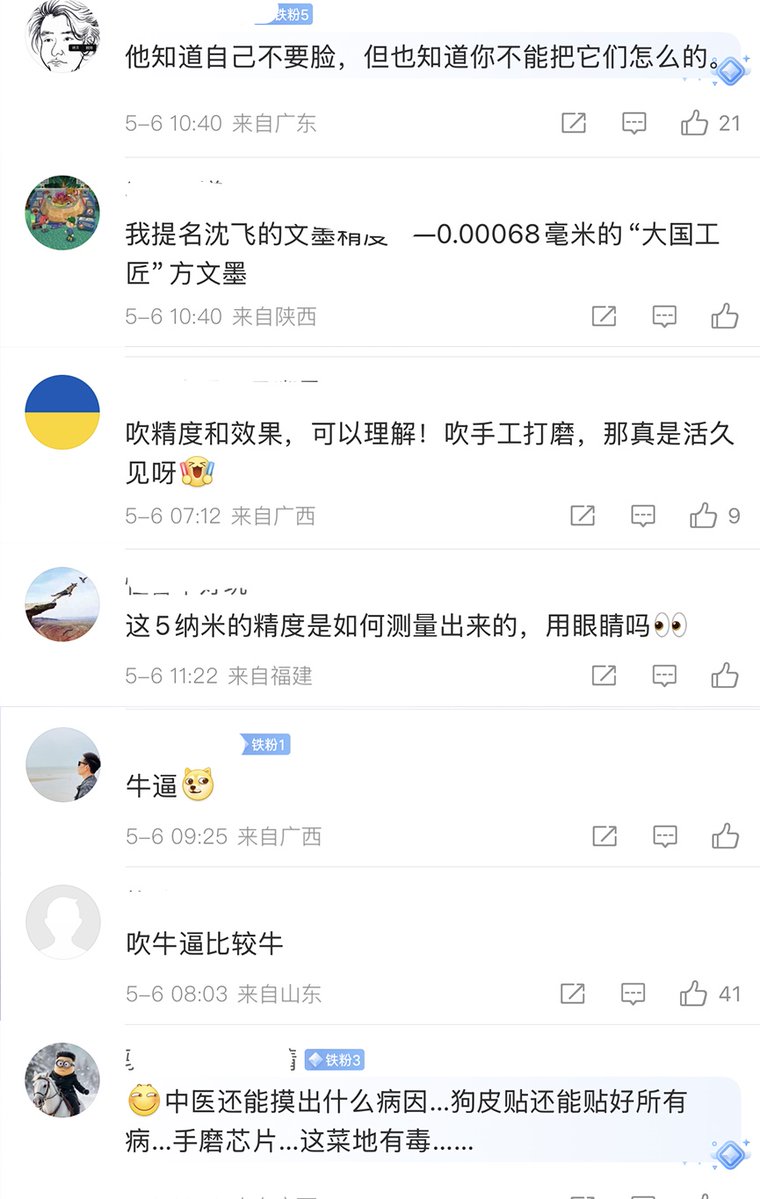 铁粉5
他知道自己不要脸，但也知道你不能把它们怎么的。
5-6 10:40 来自广东
21
我提名沈飞的文墨精度 —0.00068毫米的“大国工
匠”方文墨
5-6 10:40 来自陕西
吹精度和效果，可以理解！吹手工打磨，那真是活久
见呀
5-6 07:12 来自广西
9
这5纳米的精度是如何测量出来的，用眼睛吗
5-6 11:22 来自福建
铁粉1
牛逼
5-6 09:25 来自广西
吹牛逼比较牛
5-6 08:03 来自山东
41
铁粉3
中医还能摸出什么病因...狗皮贴还能贴好所有
病...手磨芯片...这菜地有毒......